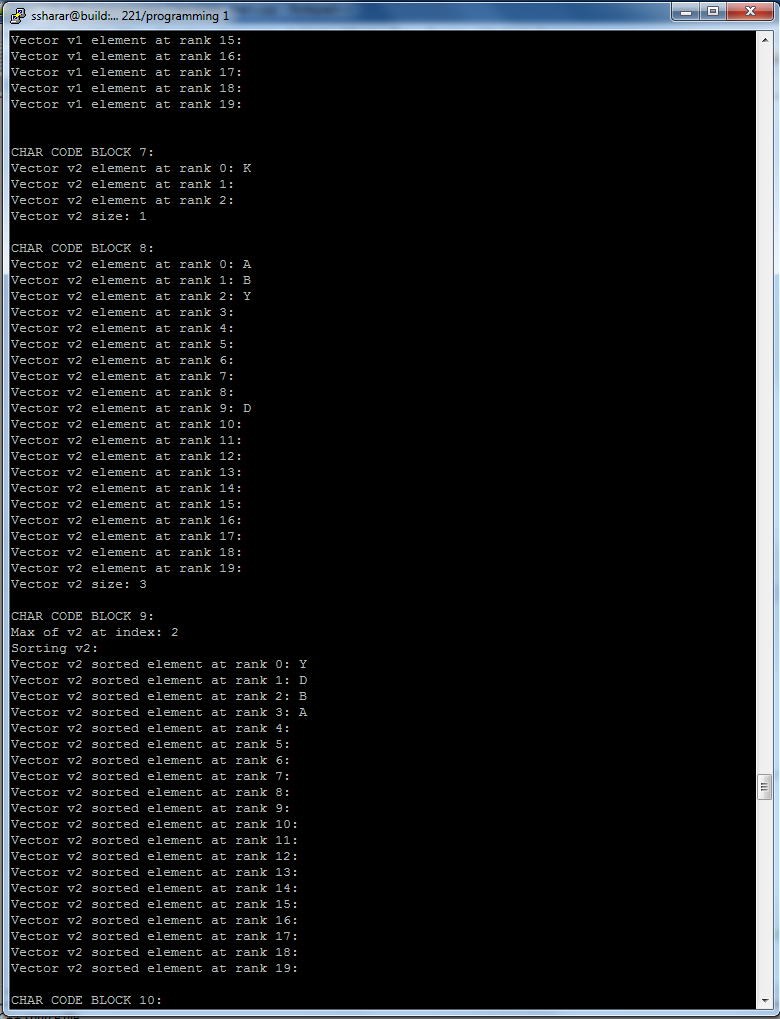 ssharar@build:... 221/programming 1
Vector v1 element at rank 15:
Vector v1 element at rank 16:
Vector v1 element at rank 17:
Vector v1 element at rank 18:
Vector v1 element at rank 19:
CHAR CODE BLOCK 7:
Vector v2 element at rank 0: K
Vector v2 element at rank 1:
Vector v2 element at rank 2:
Vector v2 size: 1
CHAR CODE BLOCK 8:
Vector v2 element at rank 0: A
Vector v2 element at rank 1: B
Vector v2 element at rank 2: Y
Vector v2 element at rank 3:
Vector v2 element at rank 4:
Vector v2 element at rank 5:
Vector v2 element at rank 6:
Vector v2 element at rank 7:
Vector v2 element at rank 8:
Vector v2 element at rank 9: D
Vector v2 element at rank 10:
Vector v2 element at rank 11:
Vector v2 element at rank 12:
Vector v2 element at rank 13:
Vector v2 element at rank 14:
Vector v2 element at rank 15:
Vector v2 element at rank 16:
Vector v2 element at rank 17:
Vector v2 element at rank 18:
Vector v2 element at rank 19:
Vector v2 size: 3
CHAR CODE BLOCK 9:
Max of v2 at index: 2
Sorting v2:
Vector v2 sorted element at rank 0: Y
Vector v2 sorted element at rank 1: D
Vector v2 sorted element at rank 2: B
Vector v2 sorted element at rank 3: A
Vector v2 sorted element at rank 4:
Vector v2 sorted element at rank 5:
Vector v2 sorted element at rank 6:
Vector v2 sorted element at rank 7:
Vector v2 sorted element at rank 8:
Vector v2 sorted element at rank 9:
Vector v2 sorted element at rank 10:
Vector v2 sorted element at rank 11:
Vector v2 sorted element at rank 12:
Vector v2 sorted element at rank 13:
Vector v2 sorted element at rank 14:
Vector v2 sorted element at rank 15:
Vector v2 sorted element at rank 16:
Vector v2 sorted element at rank 17:
Vector v2 sorted element at rank 18:
Vector v2 sorted element at rank 19:
CHAR CODE BLOCK 10: